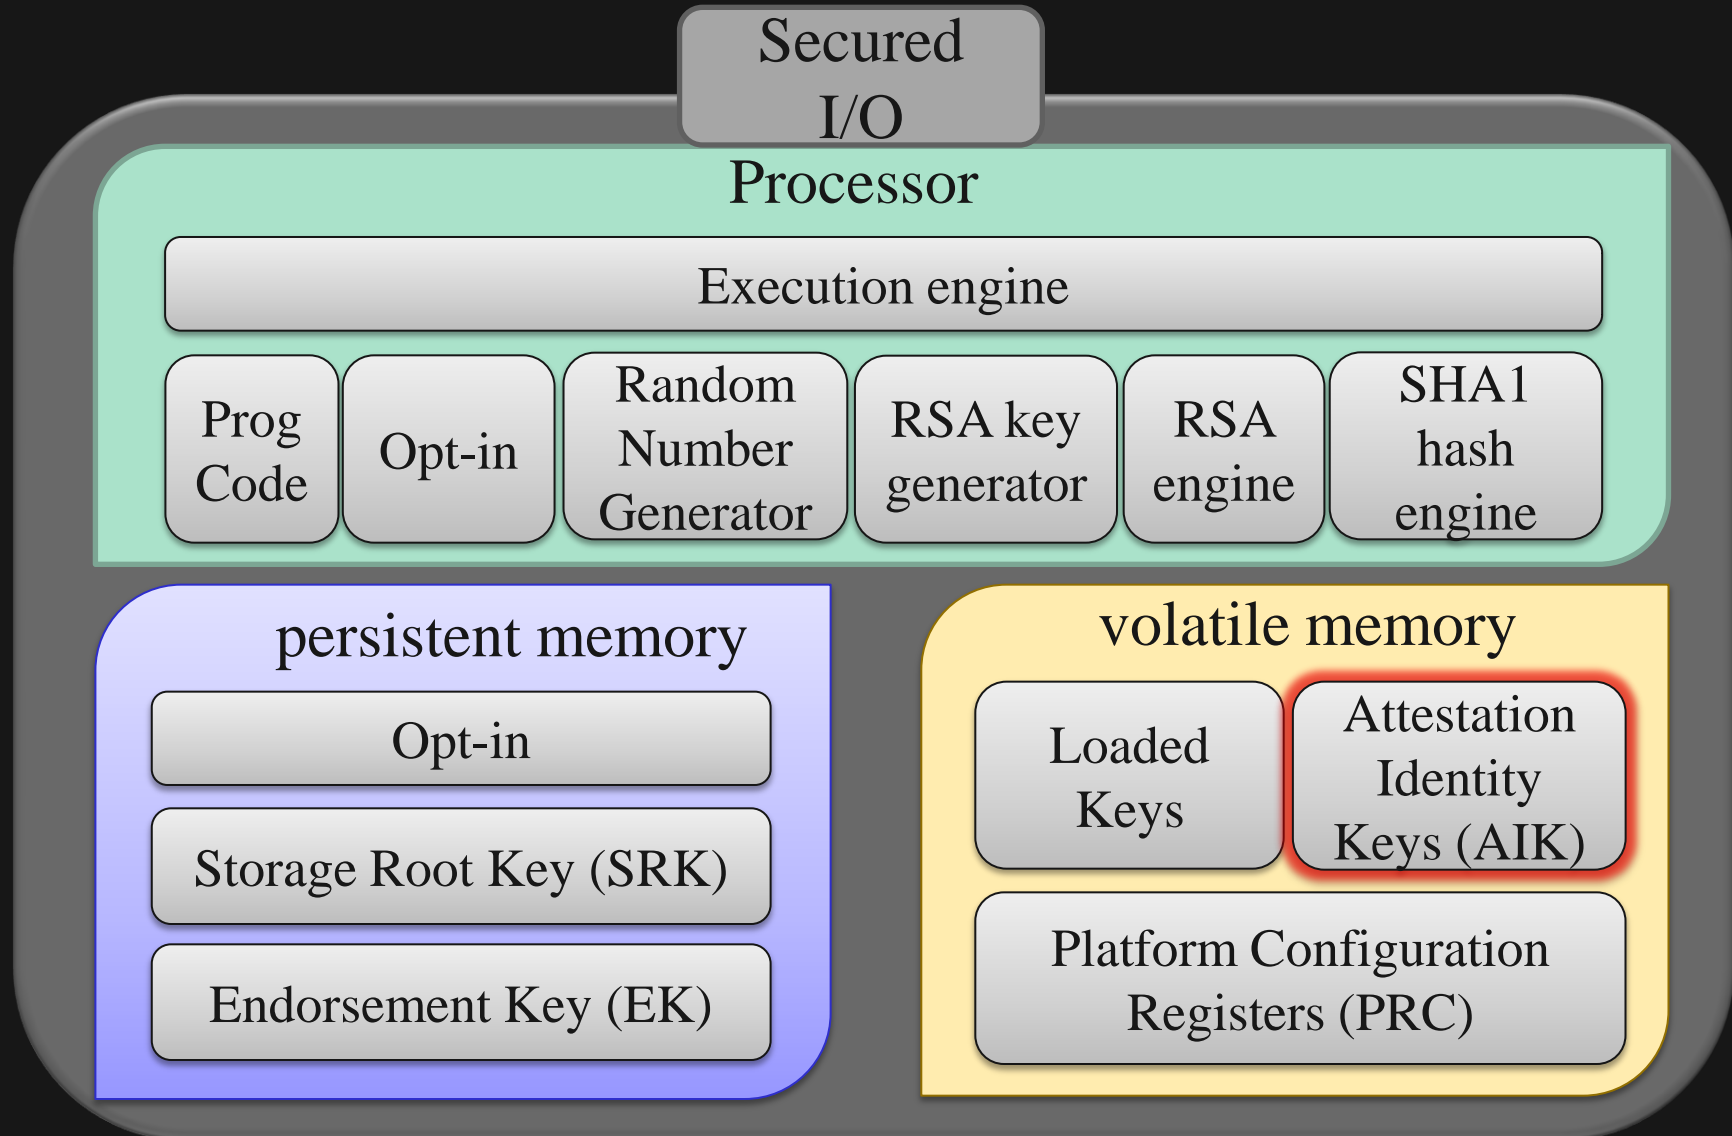 Secured
I/O
Processor
Execution engine
Prog
Code
Opt-in
Random
Number
Generator
RSA key
generator
RSA
engine
SHA1
hash
engine
persistent memory
Opt-in
Storage Root Key (SRK)
Endorsement Key (EK)
volatile memory
Loaded
Keys
Attestation
Identity
Keys (AIK)
Platform Configuration
Registers (PRC)